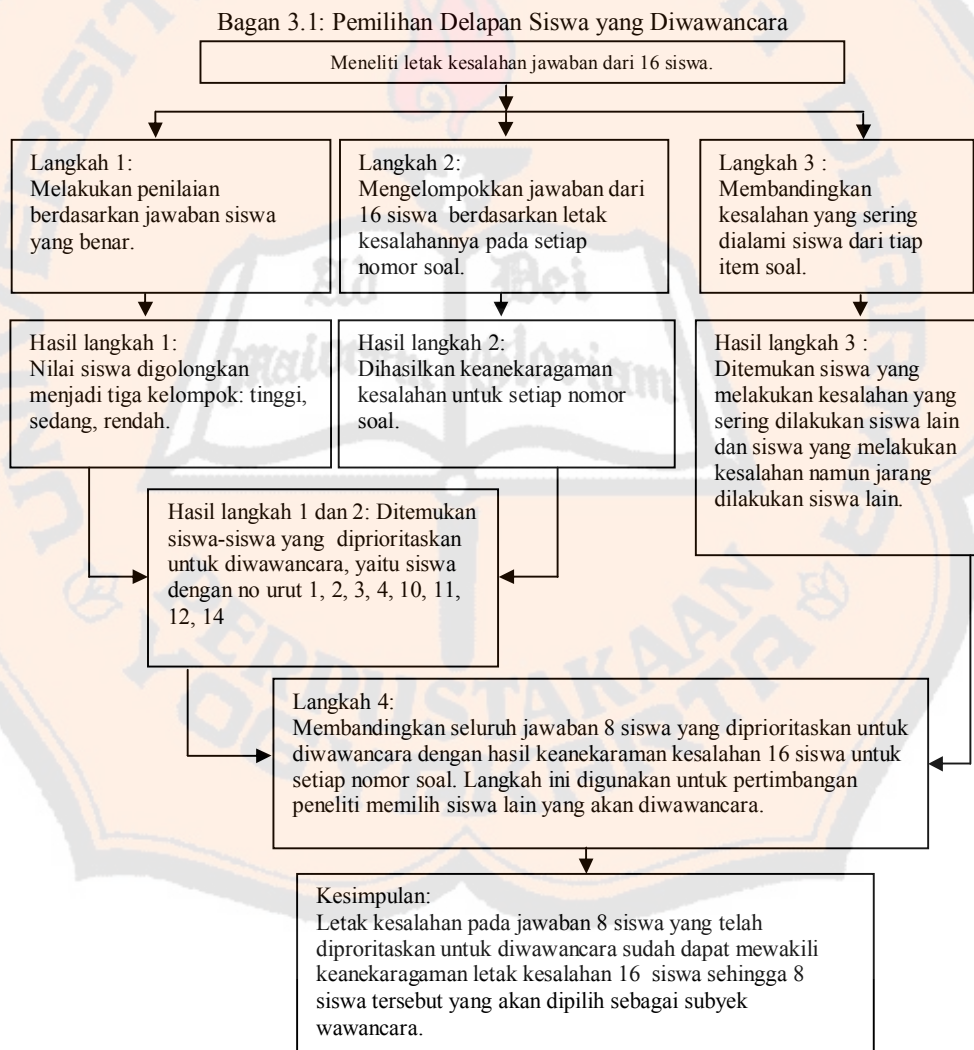 Bagan 3.1: Pemilihan Delapan Siswa yang Diwawancara
Meneliti letak kesalahan jawaban dari 16 siswa.
Langkah 1:
Melakukan penilaian
berdasarkan jawaban siswa
yang benar.
Langkah 2:
Mengelompokkan jawaban dari
16 siswa berdasarkan letak
kesalahannya pada setiap
nomor soal.
Langkah 3 :
Membandingkan
kesalahan yang sering
dialami siswa dari tiap
item soal.
Hasil langkah 1:
Nilai siswa digolongkan
menjadi tiga kelompok: tinggi,
sedang, rendah.
Hasil langkah 2:
Dihasilkan keanekaragaman
kesalahan untuk setiap nomor
soal.
Hasil langkah 3 :
Ditemukan siswa yang
melakukan kesalahan yang
sering dilakukan siswa lain
dan siswa yang melakukan
kesalahan namun jarang
dilakukan siswa lain.
Hasil langkah 1 dan 2: Ditemukan
siswa-siswa yang diprioritaskan
untuk diwawancara, yaitu siswa
dengan no urut 1, 2, 3, 4, 10, 11,
12, 14
Langkah 4:
Membandingkan seluruh jawaban 8 siswa yang diprioritaskan untuk
diwawancara dengan hasil keanekaraman kesalahan 16 siswa untuk
setiap nomor soal. Langkah ini digunakan untuk pertimbangan
peneliti memilih siswa lain yang akan diwawancara.
Kesimpulan:
Letak kesalahan pada jawaban 8 siswa yang telah
diproritaskan untuk diwawancara sudah dapat mewakili
keanekaragaman letak kesalahan 16 siswa sehingga 8
siswa tersebut yang akan dipilih sebagai subyek
wawancara.
Ad Dei
PERPUSTAKAAN
YOGYAKARTA